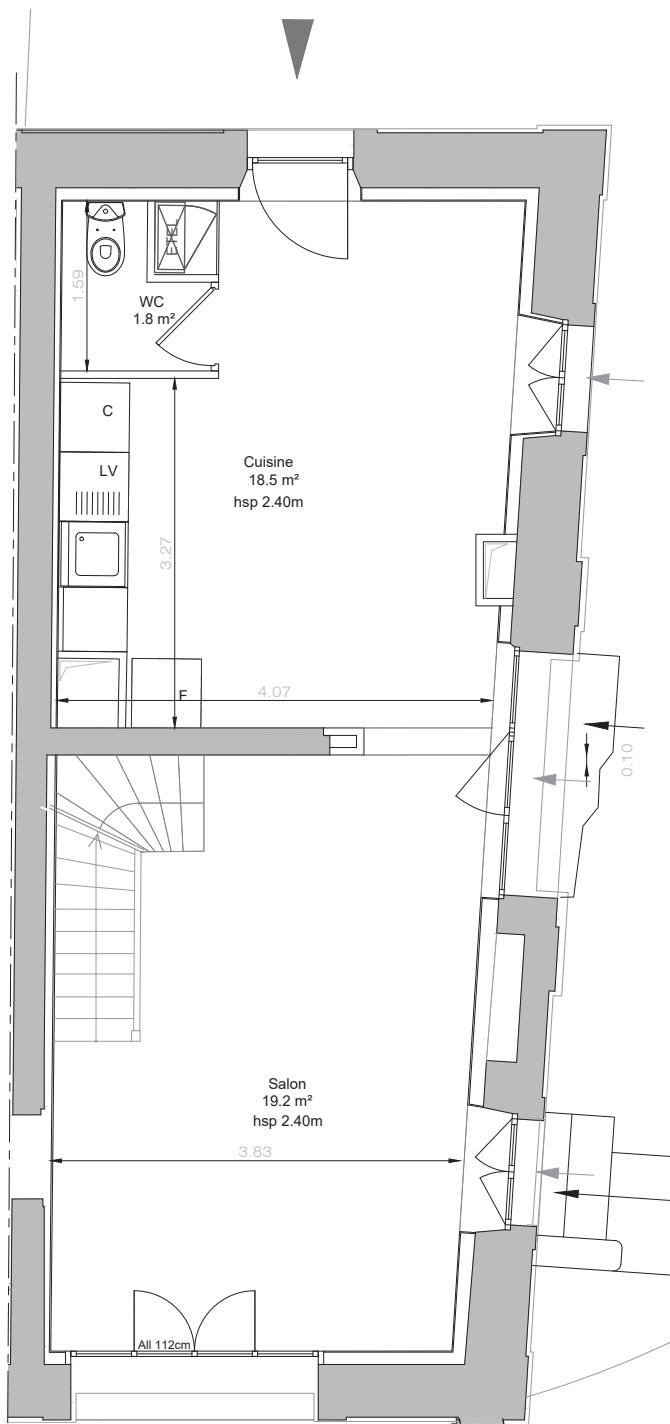 ETEL
1.59
WC
1.8 m²
C
LV
Cuisine
18.5 m²
hsp 2.40m
3.27
F
4.07
0.10
Salon
19.2 m²
hsp 2.40m
3.83
All 112cm